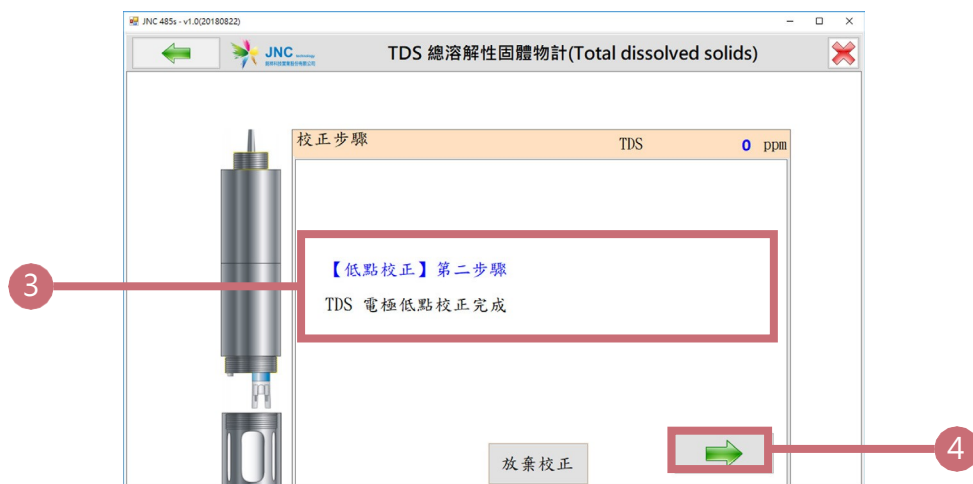 JNC 485s - v1.0(20180822)
JNC technology
TDS 總溶解性固體物計(Total dissolved solids)
校正步驟 TDS 0 ppm
3
【低點校正】第二步驟
TDS 電極低點校正完成
4
放棄校正